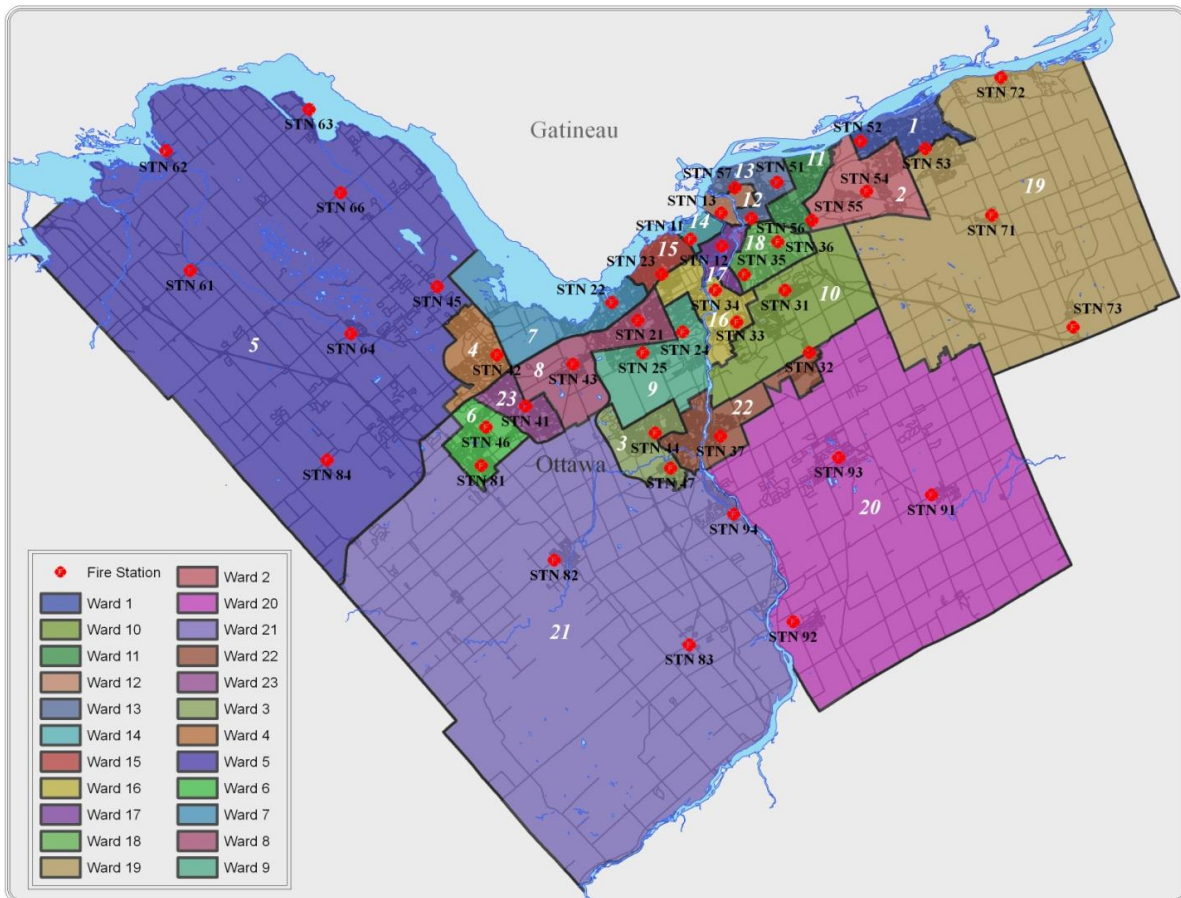 Gatineau
STN 72
STN 63
STN 52
1
STN 62
11
STN 53
STN 57
13
STN 51
STN 54
2
19
STN 66
STN 13
12
STN 55
STN 71
STN 11
14
STN 56
15
STN 12
18
STN 36
STN 61
STN 23
17
STN 35
STN 45
STN 22
STN 34
STN 31
10
7
STN 21
16
STN 33
STN 73
5
STN 64
4
STN 24
STN 42
8
STN 43
STN 25
STN 32
9
23
STN 41
22
6
STN 46
3
STN 44
STN 37
STN 84
Ottawa
STN 81
STN 47
STN 93
STN 91
20
STN 94
STN 82
21
STN 92
STN 83
Fire Station
Ward 1
Ward 10
Ward 11
Ward 12
Ward 13
Ward 14
Ward 15
Ward 16
Ward 17
Ward 18
Ward 19
Ward 2
Ward 20
Ward 21
Ward 22
Ward 23
Ward 3
Ward 4
Ward 5
Ward 6
Ward 7
Ward 8
Ward 9